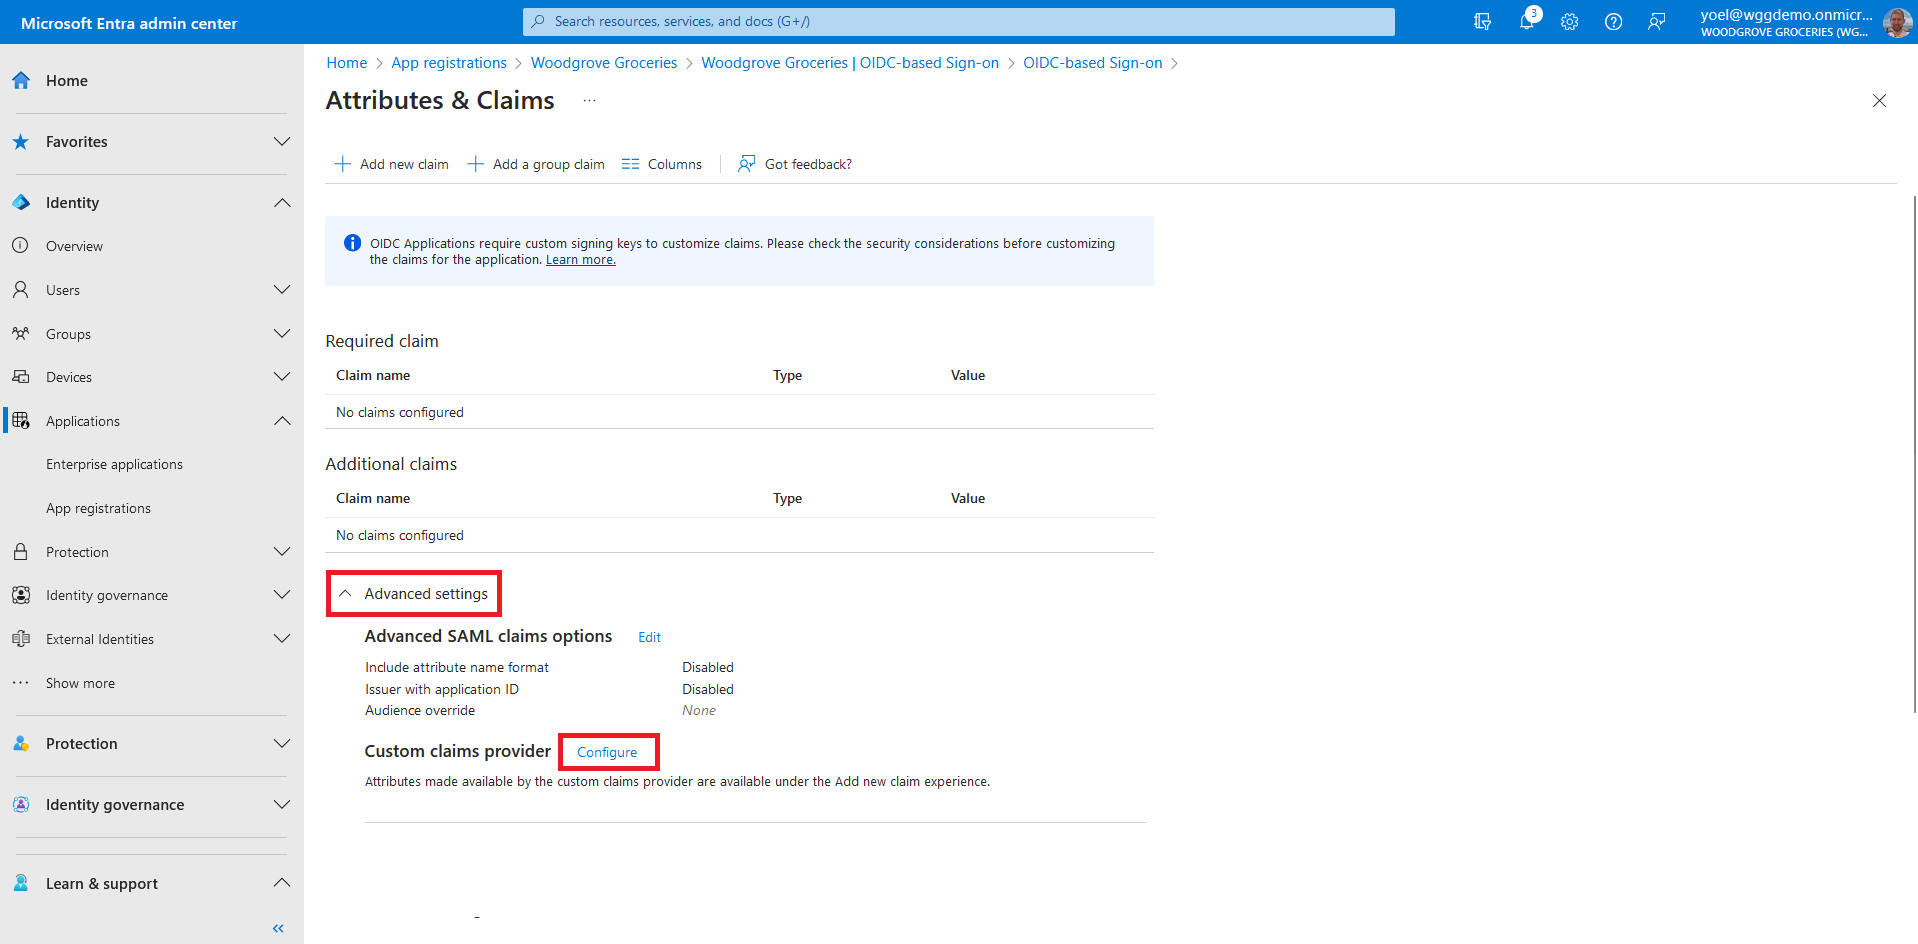 Microsoft Entra admin center
Search resources, services, and docs (G+/)
3
yoel@wggdemo.onmicr...
WOODGROVE GROCERIES (WG...
Home
Favorites
Identity
Overview
Users
Groups
Devices
Applications
Enterprise applications
App registrations
Protection
Identity governance
External Identities
Show more
Protection
Identity governance
Learn & support
Home > App registrations > Woodgrove Groceries > Woodgrove Groceries | OIDC-based Sign-on > OIDC-based Sign-on >
Attributes & Claims ...
Add new claim Add a group claim Columns Got feedback?
OIDC Applications require custom signing keys to customize claims. Please check the security considerations before customizing
the claims for the application. Learn more.
Required claim
Claim name Type Value
No claims configured
Additional claims
Claim name Type Value
No claims configured
Advanced settings
Advanced SAML claims options Edit
Include attribute name format Disabled
Issuer with application ID Disabled
Audience override None
Custom claims provider Configure
Attributes made available by the custom claims provider are available under the Add new claim experience.